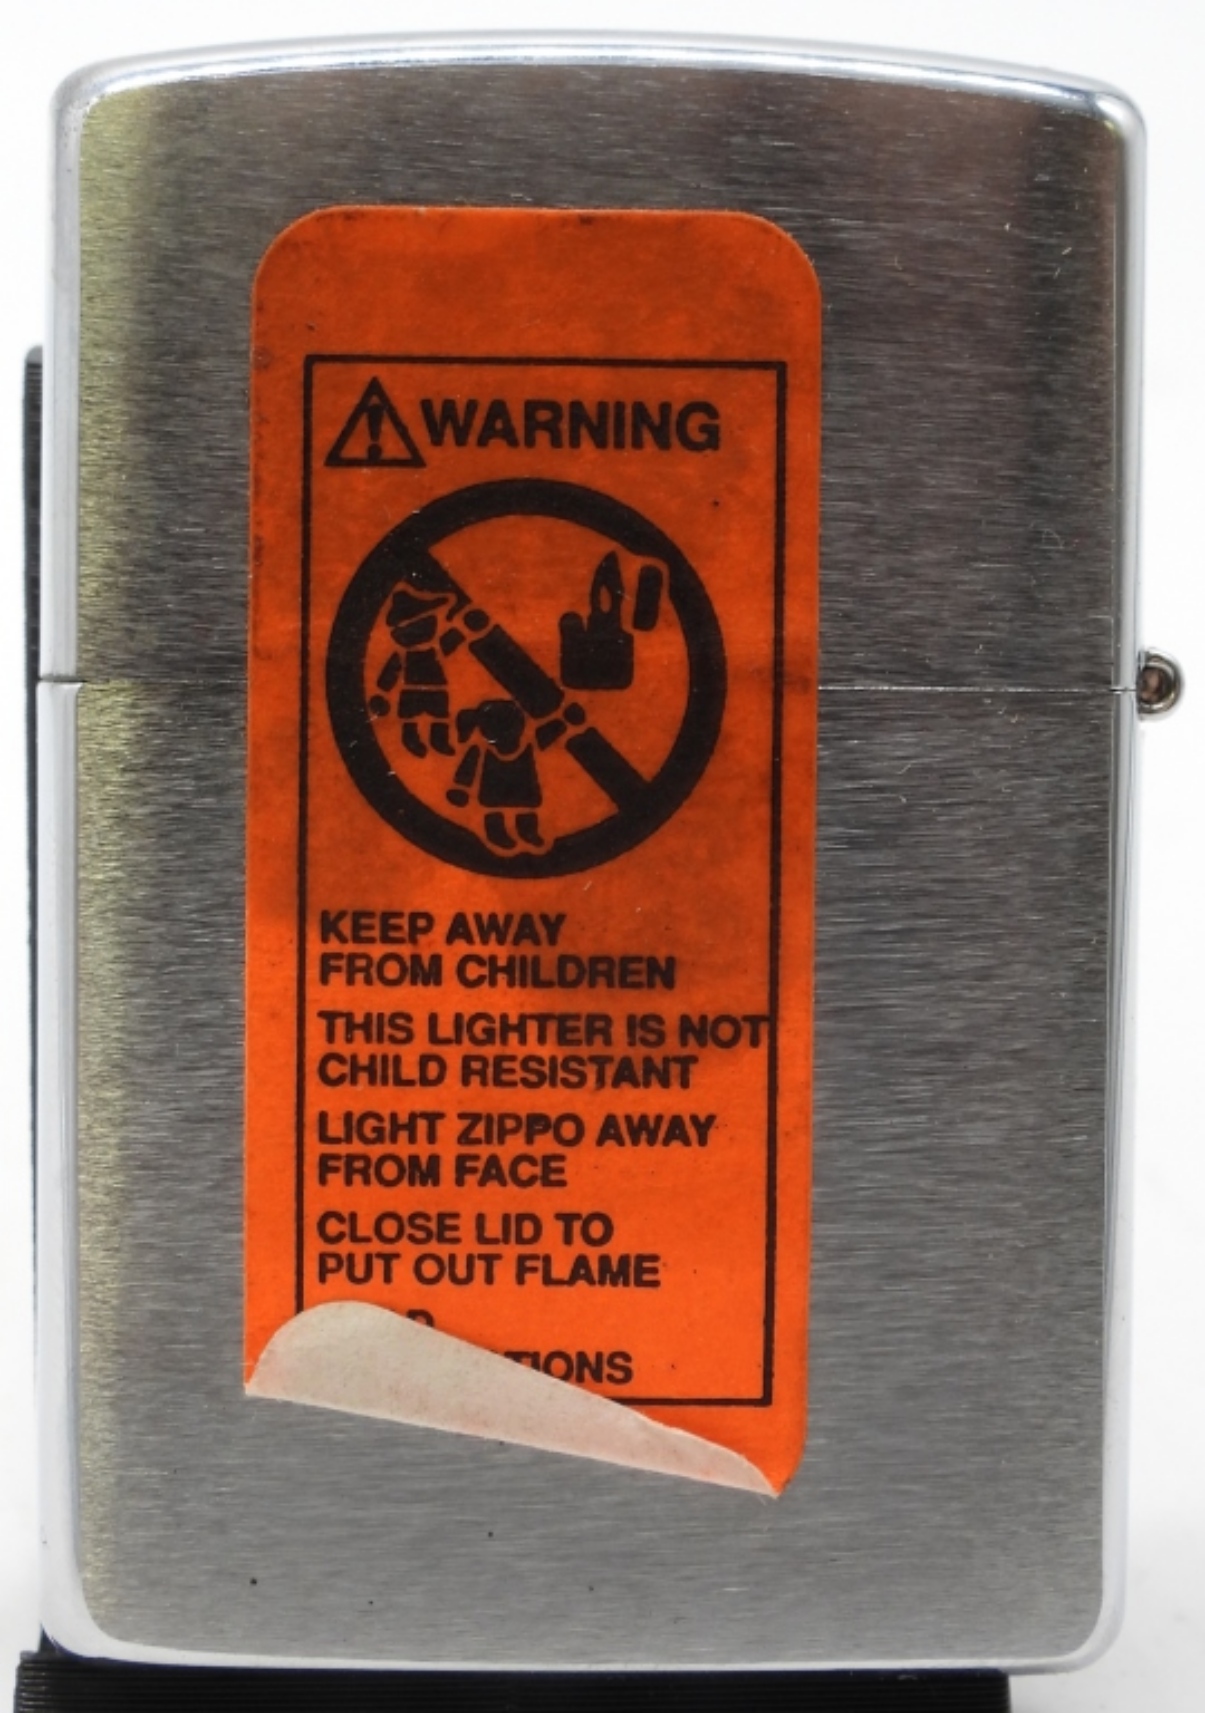 WARNING
KEEP AWAY
FROM CHILDREN
THIS LIGHTER IS NOT
CHILD RESISTANT
LIGHT ZIPPO AWAY
FROM FACE
CLOSE LID TO
PUT OUT FLAME